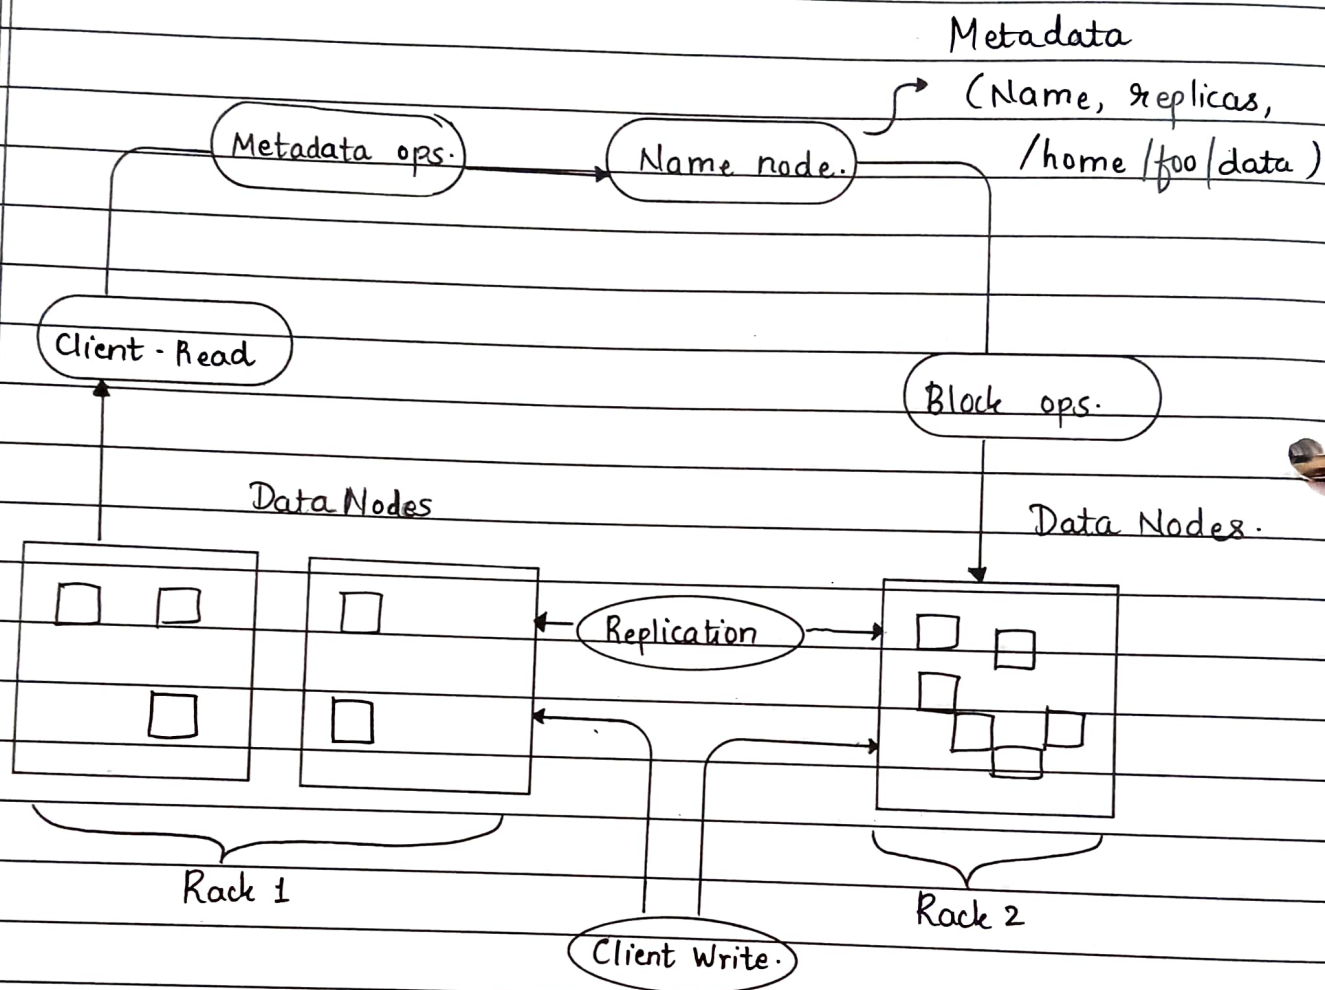 Metadata
(Name, replicas,
/home/foo/data)
Metadata ops.
Name node.
Client - Read
Block ops.
Data Nodes
Data Nodes.
Replication
Rack 1
Rack 2
Client Write.